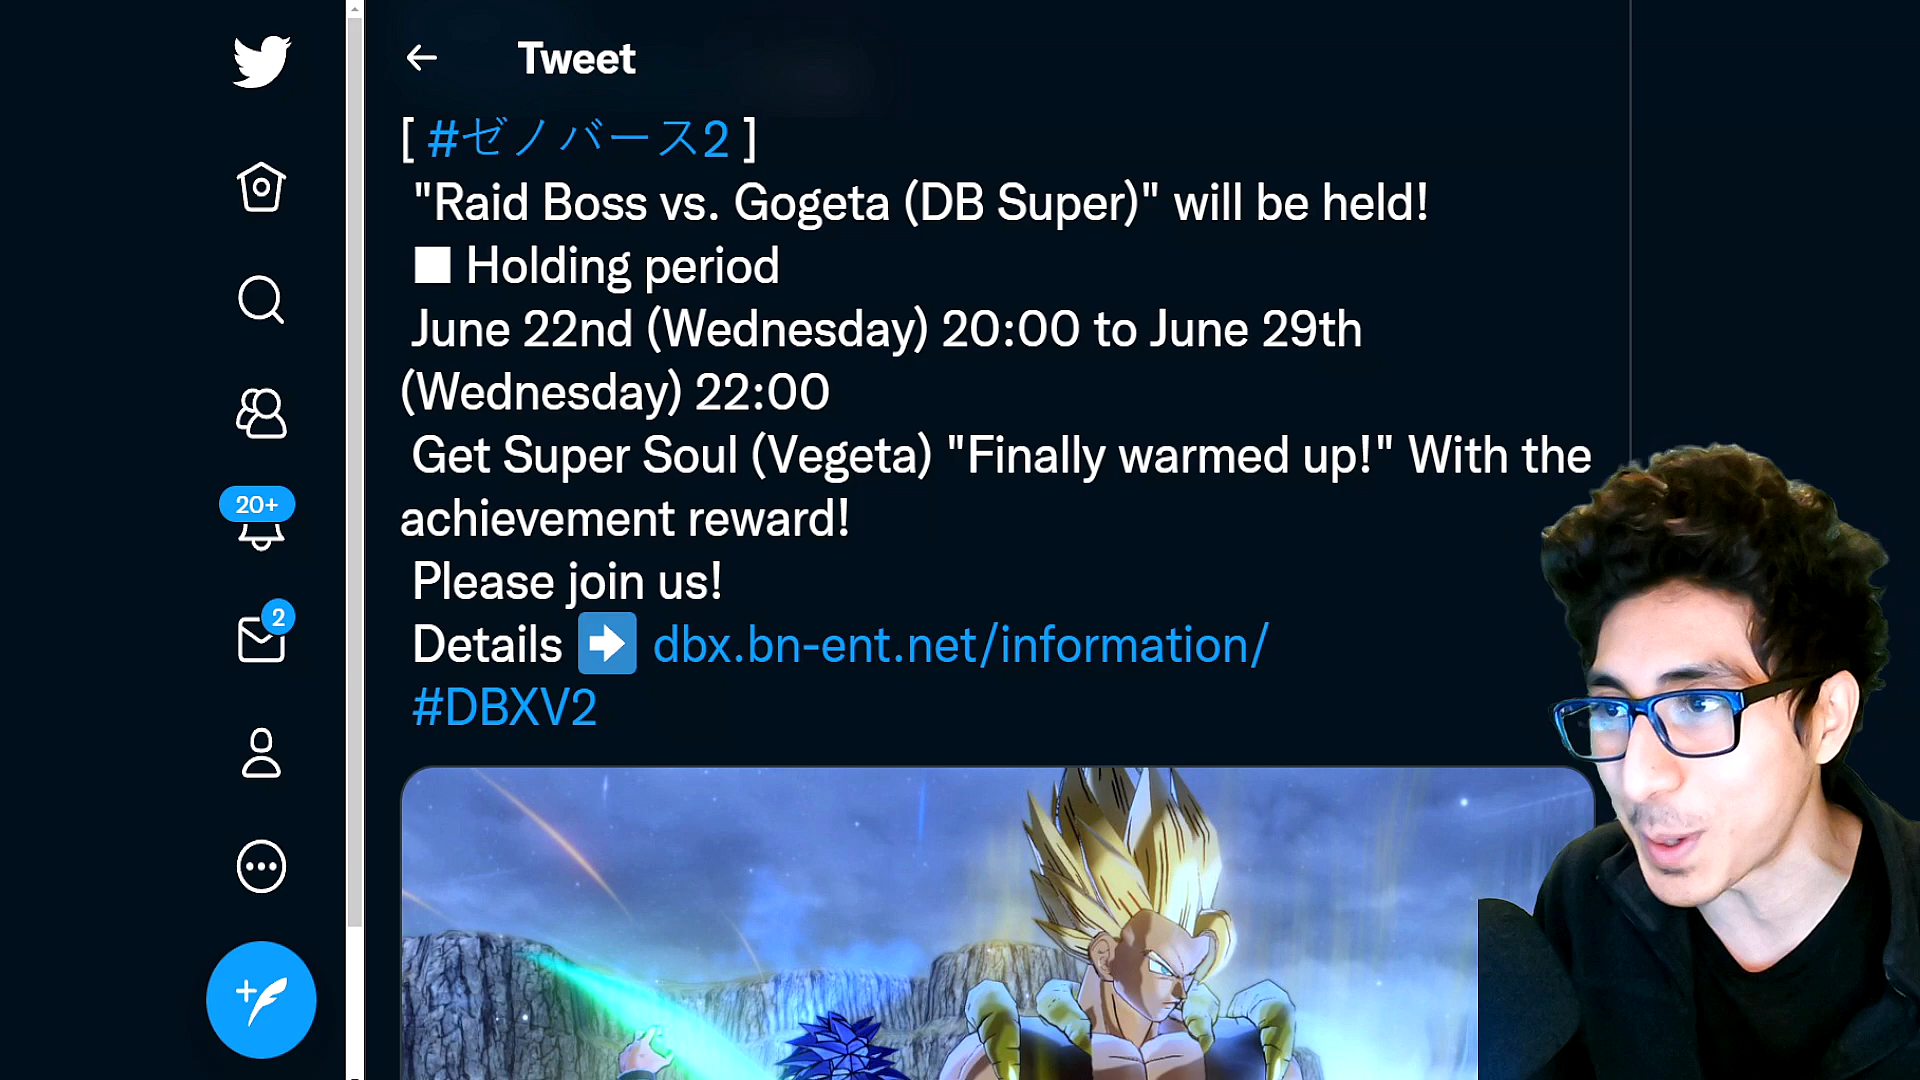 Tweet
[ #ゼノバース2 ]
"Raid Boss vs. Gogeta (DB Super)" will be held!
■ Holding period
June 22nd (Wednesday) 20:00 to June 29th
(Wednesday) 22:00
Get Super Soul (Vegeta) "Finally warmed up!" With the
achievement reward!
Please join us!
Details ➡ dbx.bn-ent.net/information/
#DBXV2
20+
2